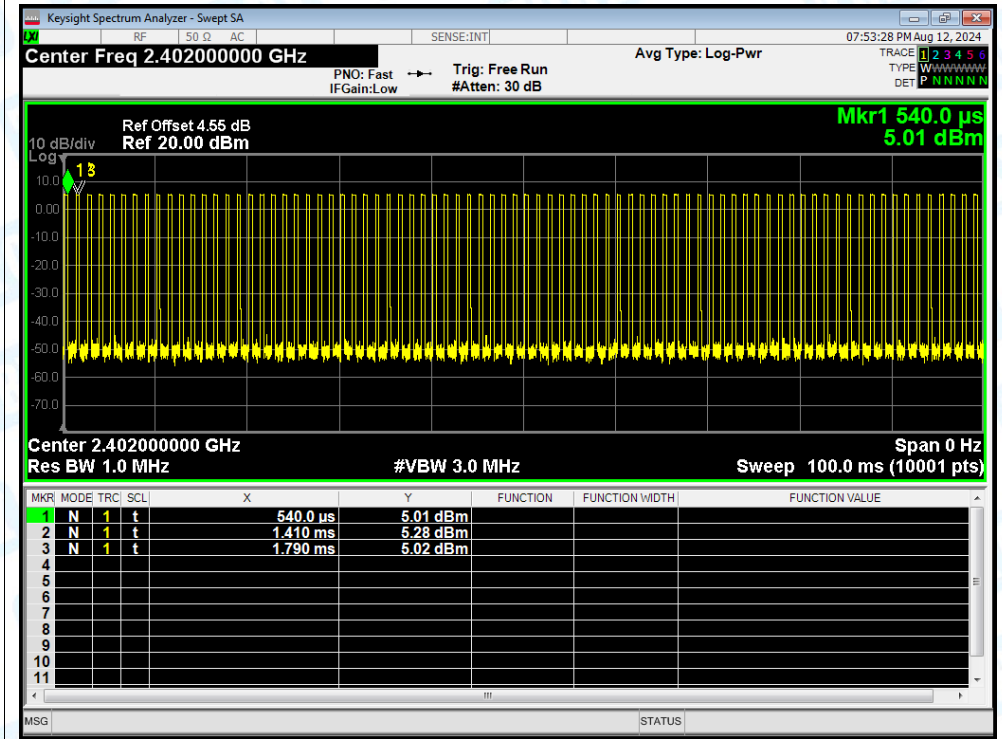 Keysight Spectrum Analyzer - Swept SA
LXI RF 50 Ω AC SENSE:INT 07:53:28 PM Aug 12, 2024
Center Freq 2.402000000 GHz Avg Type: Log-Pwr TRACE 1 2 3 4 5 6
PNO: Fast Trig: Free Run TYPE WWWWWW
IFGain:Low #Atten: 30 dB DET P N N N N N
Mkr1 540.0 µs
Ref Offset 4.55 dB
10 dB/div Ref 20.00 dBm 5.01 dBm
Log
1 2 3
10.0
0.00
-10.0
-20.0
-30.0
-40.0
-50.0
-60.0
-70.0
Center 2.402000000 GHz Span 0 Hz
Res BW 1.0 MHz #VBW 3.0 MHz Sweep 100.0 ms (10001 pts)
MKR MODE TRC SCL X Y FUNCTION FUNCTION WIDTH FUNCTION VALUE
1 N 1 t 540.0 µs 5.01 dBm
2 N 1 t 1.410 ms 5.28 dBm
3 N 1 t 1.790 ms 5.02 dBm
4
5
6
7
8
9
10
11
MSG STATUS